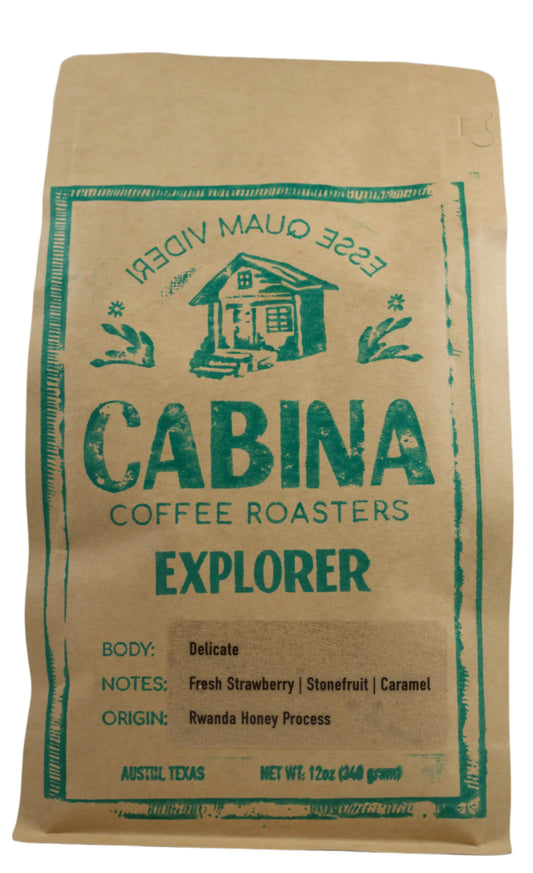 ESSE QUAM VIDERI
CABINA
COFFEE ROASTERS
EXPLORER
BODY: Delicate
NOTES: Fresh Strawberry | Stonefruit | Caramel
ORIGIN: Rwanda Honey Process
AUSTIN, TEXAS NET WT: 12oz (340 gram)